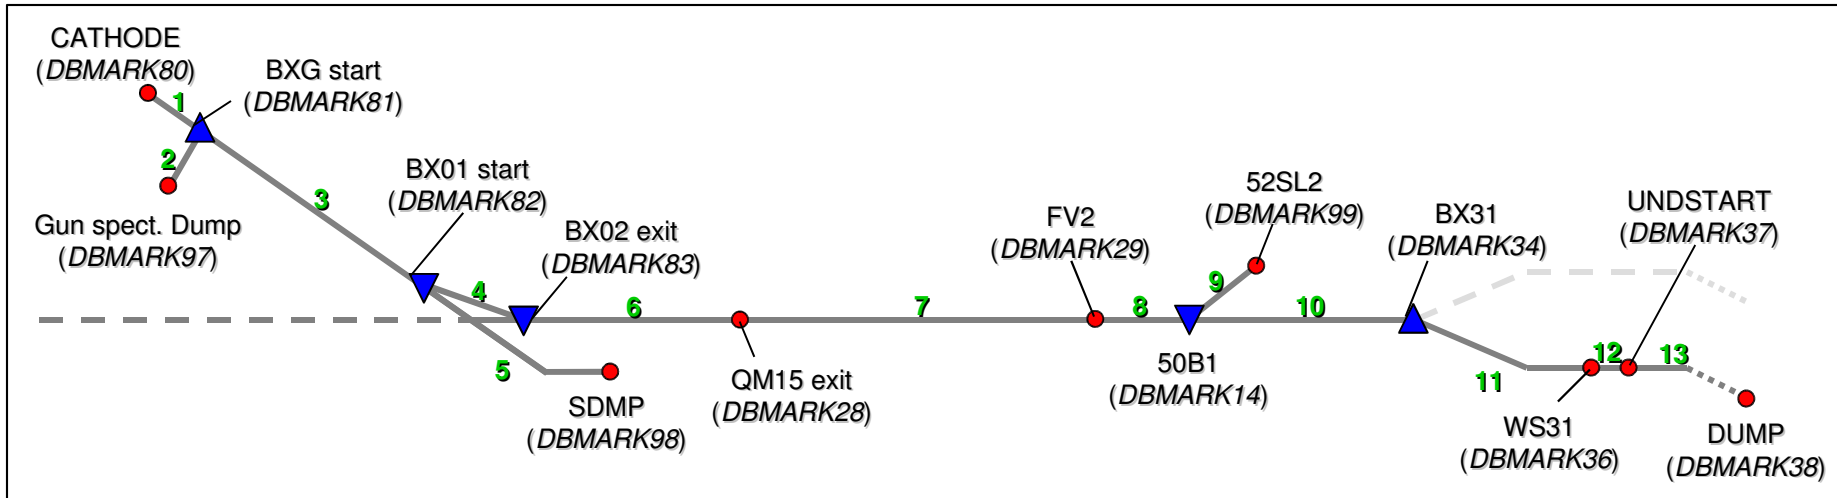 CATHODE
(DBMARK80)
1
BXG start
(DBMARK81)
2
Gun spect. Dump
(DBMARK97)
3
BX01 start
(DBMARK82)
4
BX02 exit
(DBMARK83)
5
SDMP
(DBMARK98)
6
QM15 exit
(DBMARK28)
7
FV2
(DBMARK29)
8
50B1
(DBMARK14)
9
52SL2
(DBMARK99)
10
BX31
(DBMARK34)
11
WS31
(DBMARK36)
12
UNDSTART
(DBMARK37)
13
DUMP
(DBMARK38)